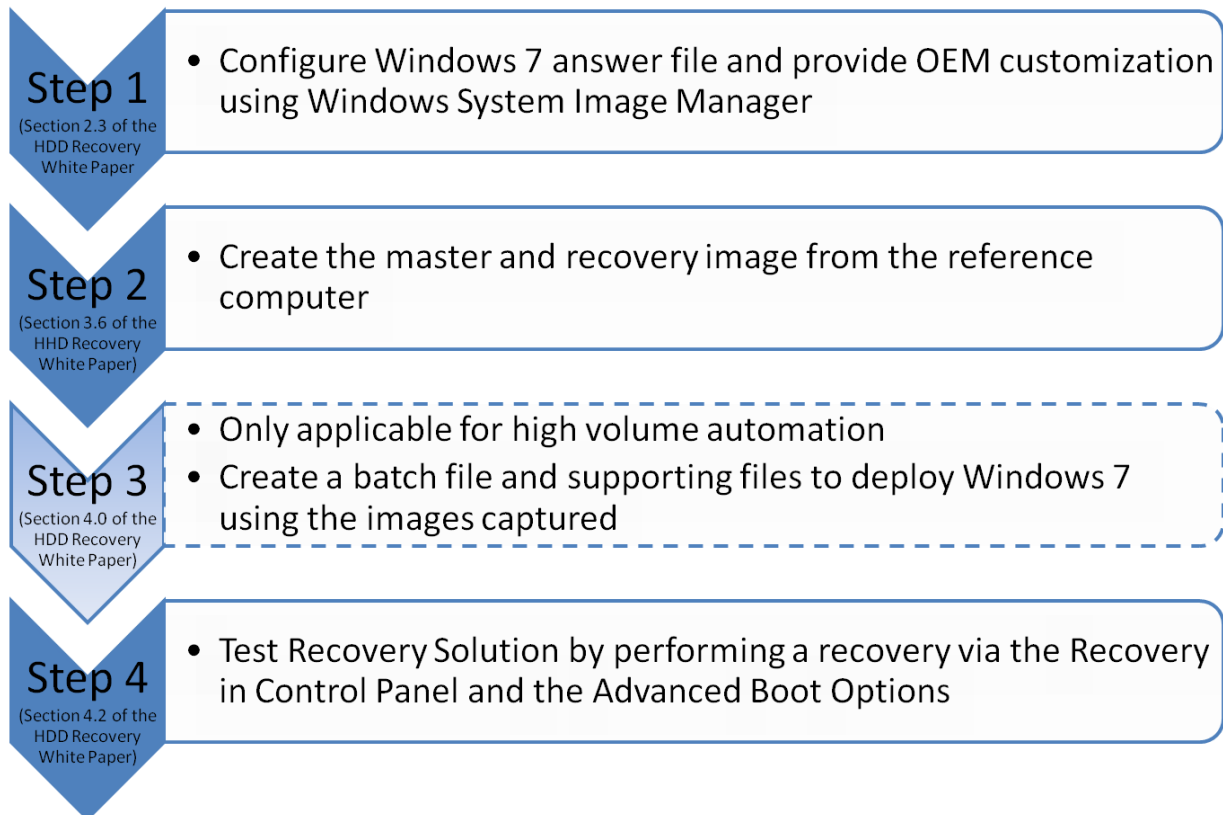 Step 1
(Section 2.3 of the
HDD Recovery
White Paper
• Configure Windows 7 answer file and provide OEM customization
using Windows System Image Manager
Step 2
(Section 3.6 of the
HHD Recovery
White Paper)
• Create the master and recovery image from the reference
computer
Step 3
(Section 4.0 of the
HDD Recovery
White Paper)
• Only applicable for high volume automation
• Create a batch file and supporting files to deploy Windows 7
using the images captured
Step 4
(Section 4.2 of the
HDD Recovery
White Paper)
• Test Recovery Solution by performing a recovery via the Recovery
in Control Panel and the Advanced Boot Options